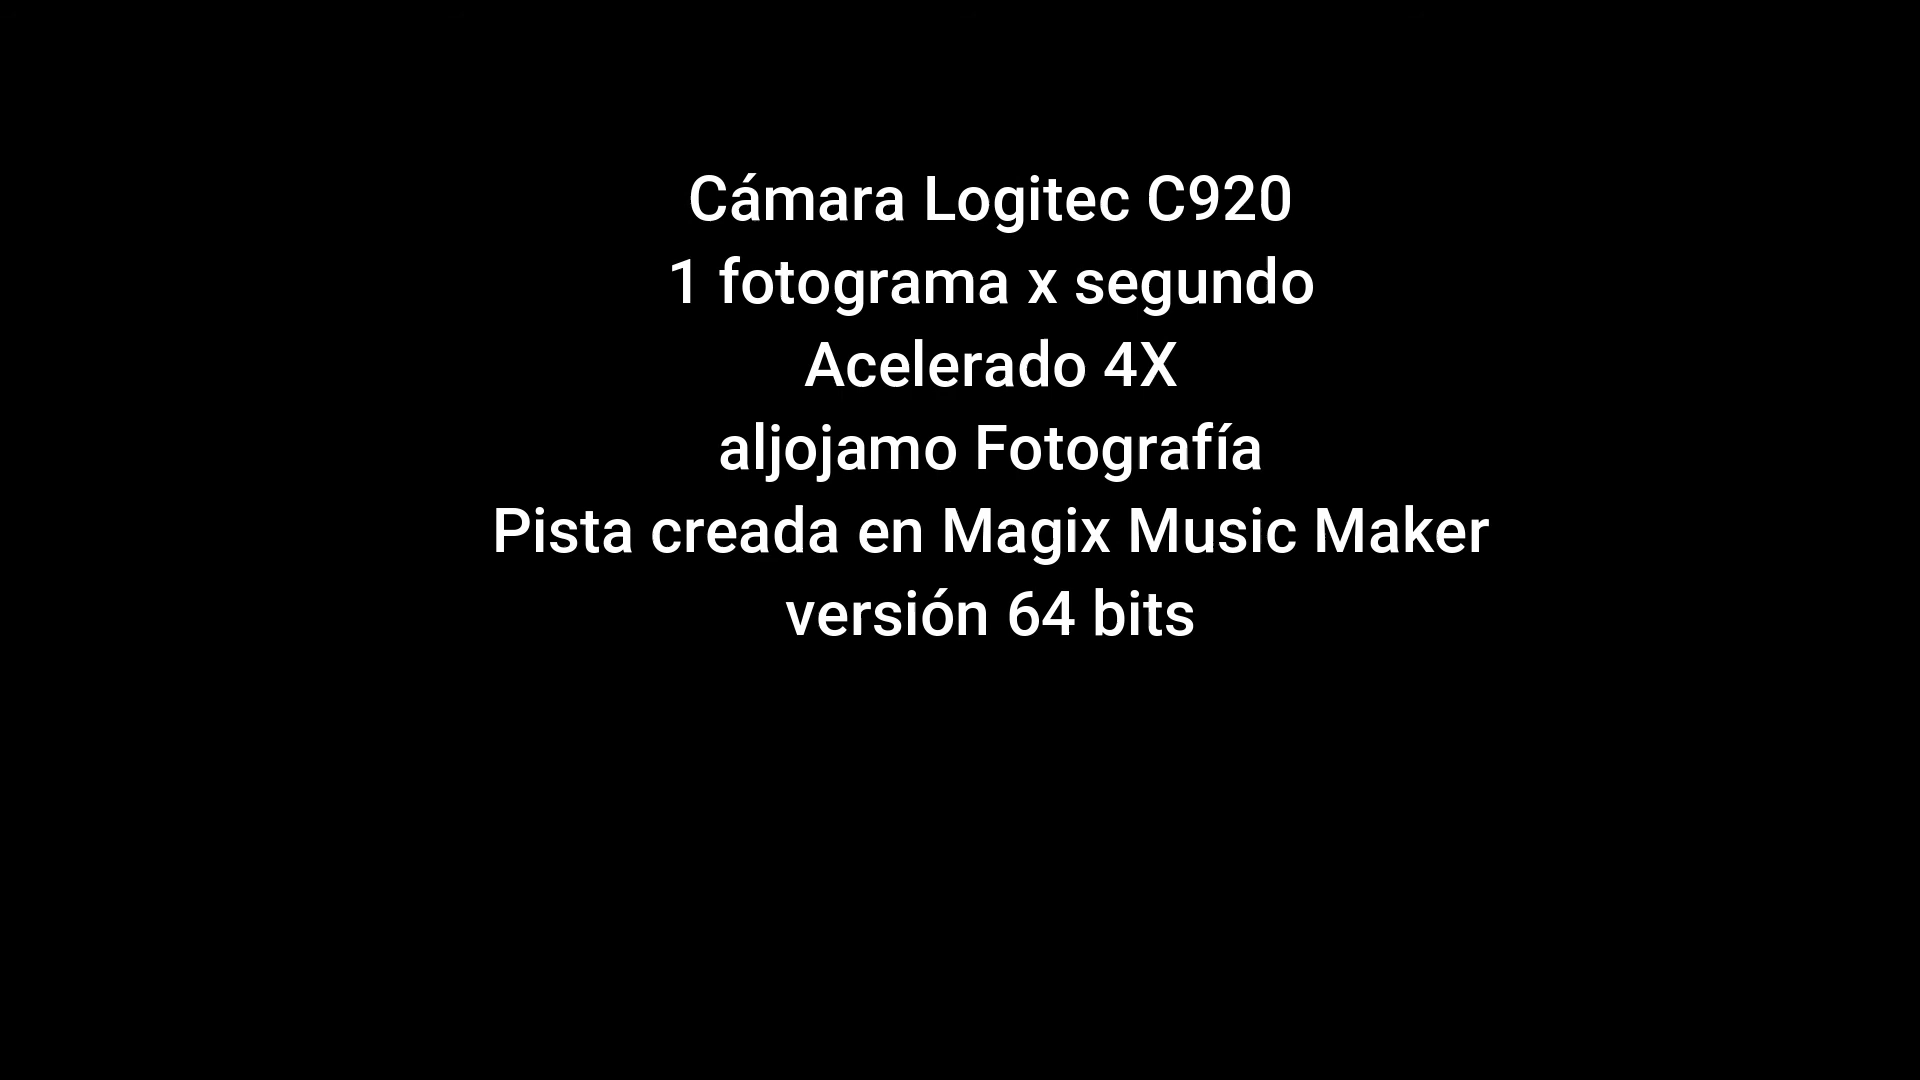 Cámara Logitec C920
1 fotograma x segundo
Acelerado 4X
aljojamo Fotografía
Pista creada en Magix Music Maker
versión 64 bits